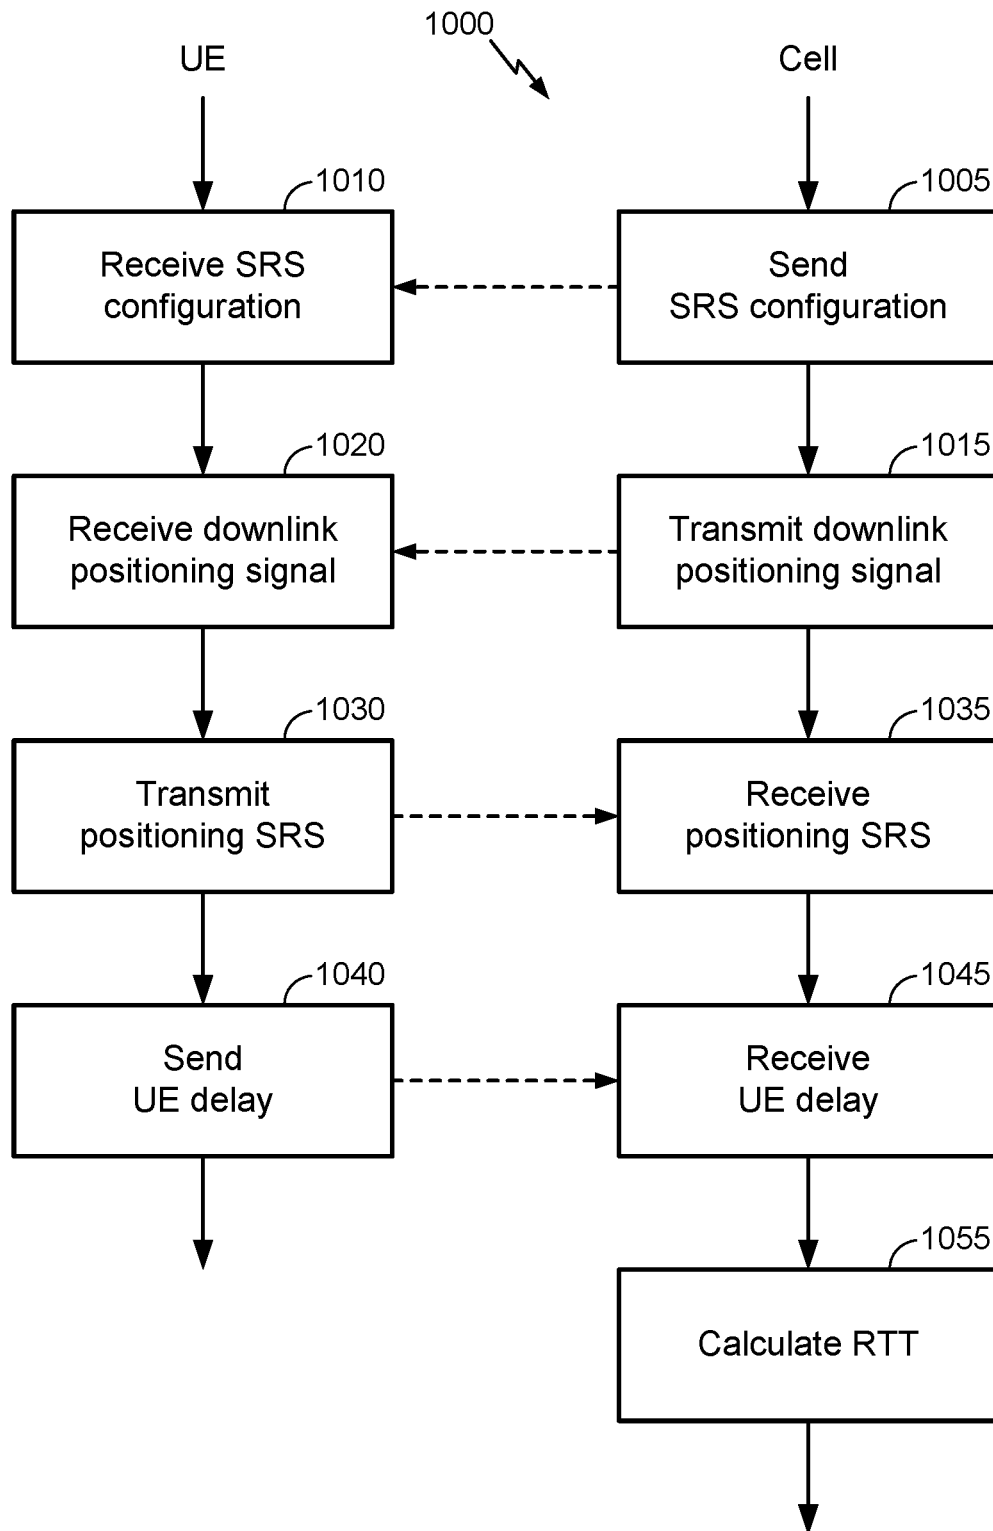 1000
UE
Cell
1010
1005
Receive SRS
configuration
Send
SRS configuration
1020
1015
Receive downlink
positioning signal
Transmit downlink
positioning signal
1030
1035
Transmit
positioning SRS
Receive
positioning SRS
1040
1045
Send
UE delay
Receive
UE delay
1055
Calculate RTT